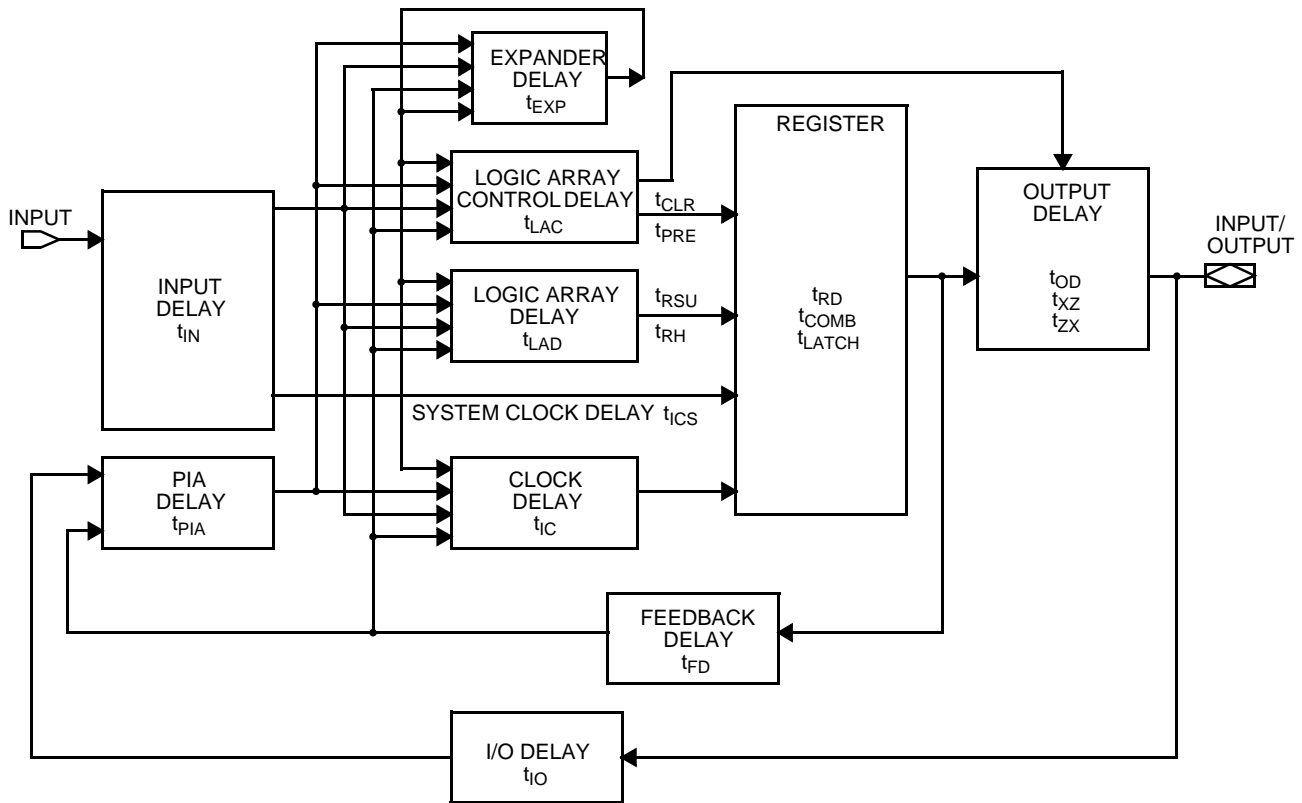 EXPANDER
DELAY
tEXP
REGISTER
LOGIC ARRAY
CONTROL DELAY
tLAC
tCLR
tPRE
OUTPUT
DELAY
tOD
tXZ
tZX
INPUT
INPUT/
OUTPUT
INPUT
DELAY
tIN
LOGIC ARRAY
DELAY
tLAD
tRSU
tRH
tRD
tCOMB
tLATCH
SYSTEM CLOCK DELAY tICS
PIA
DELAY
tPIA
CLOCK
DELAY
tIC
FEEDBACK
DELAY
tFD
I/O DELAY
tIO